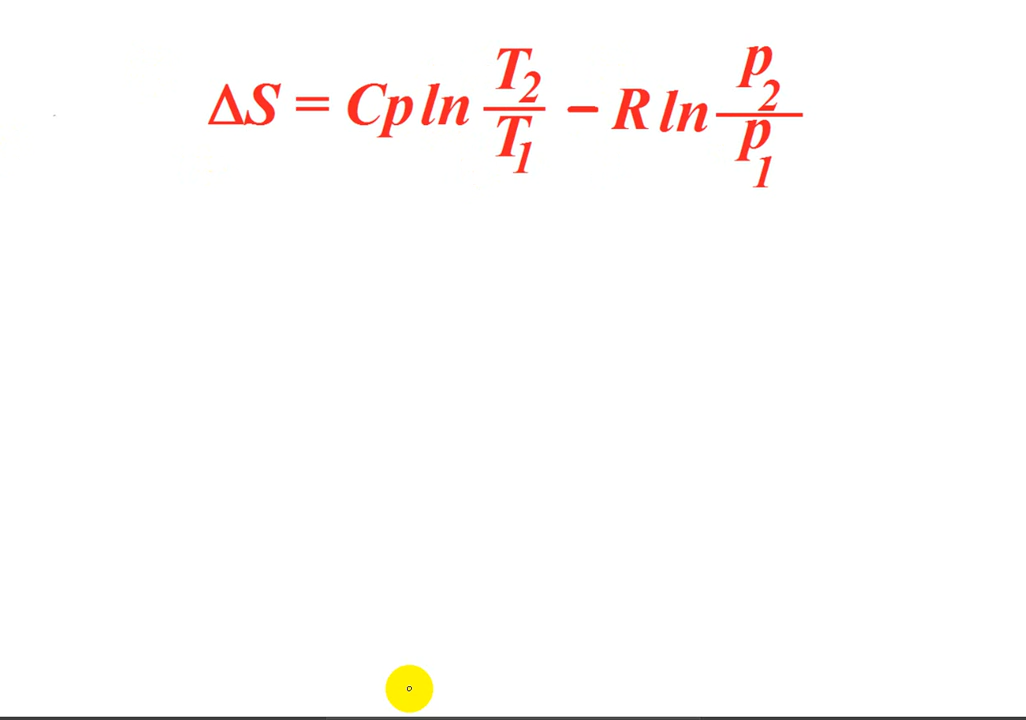 ΔS = Cp ln T2/T1 − R ln p2/p1